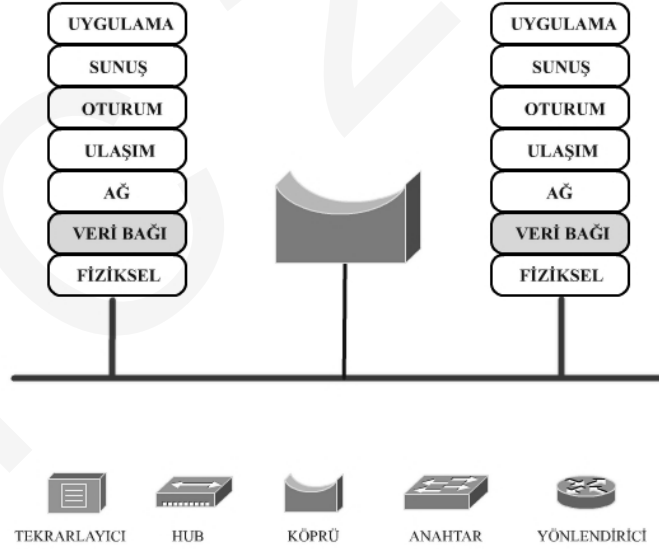 UYGULAMA
SUNUŞ
OTURUM
ULAŞIM
AĞ
VERİ BAĞI
FİZİKSEL
UYGULAMA
SUNUŞ
OTURUM
ULAŞIM
AĞ
VERİ BAĞI
FİZİKSEL
TEKRARLAYICI HUB KÖPRÜ ANAHTAR YÖNLENDİRİCİ